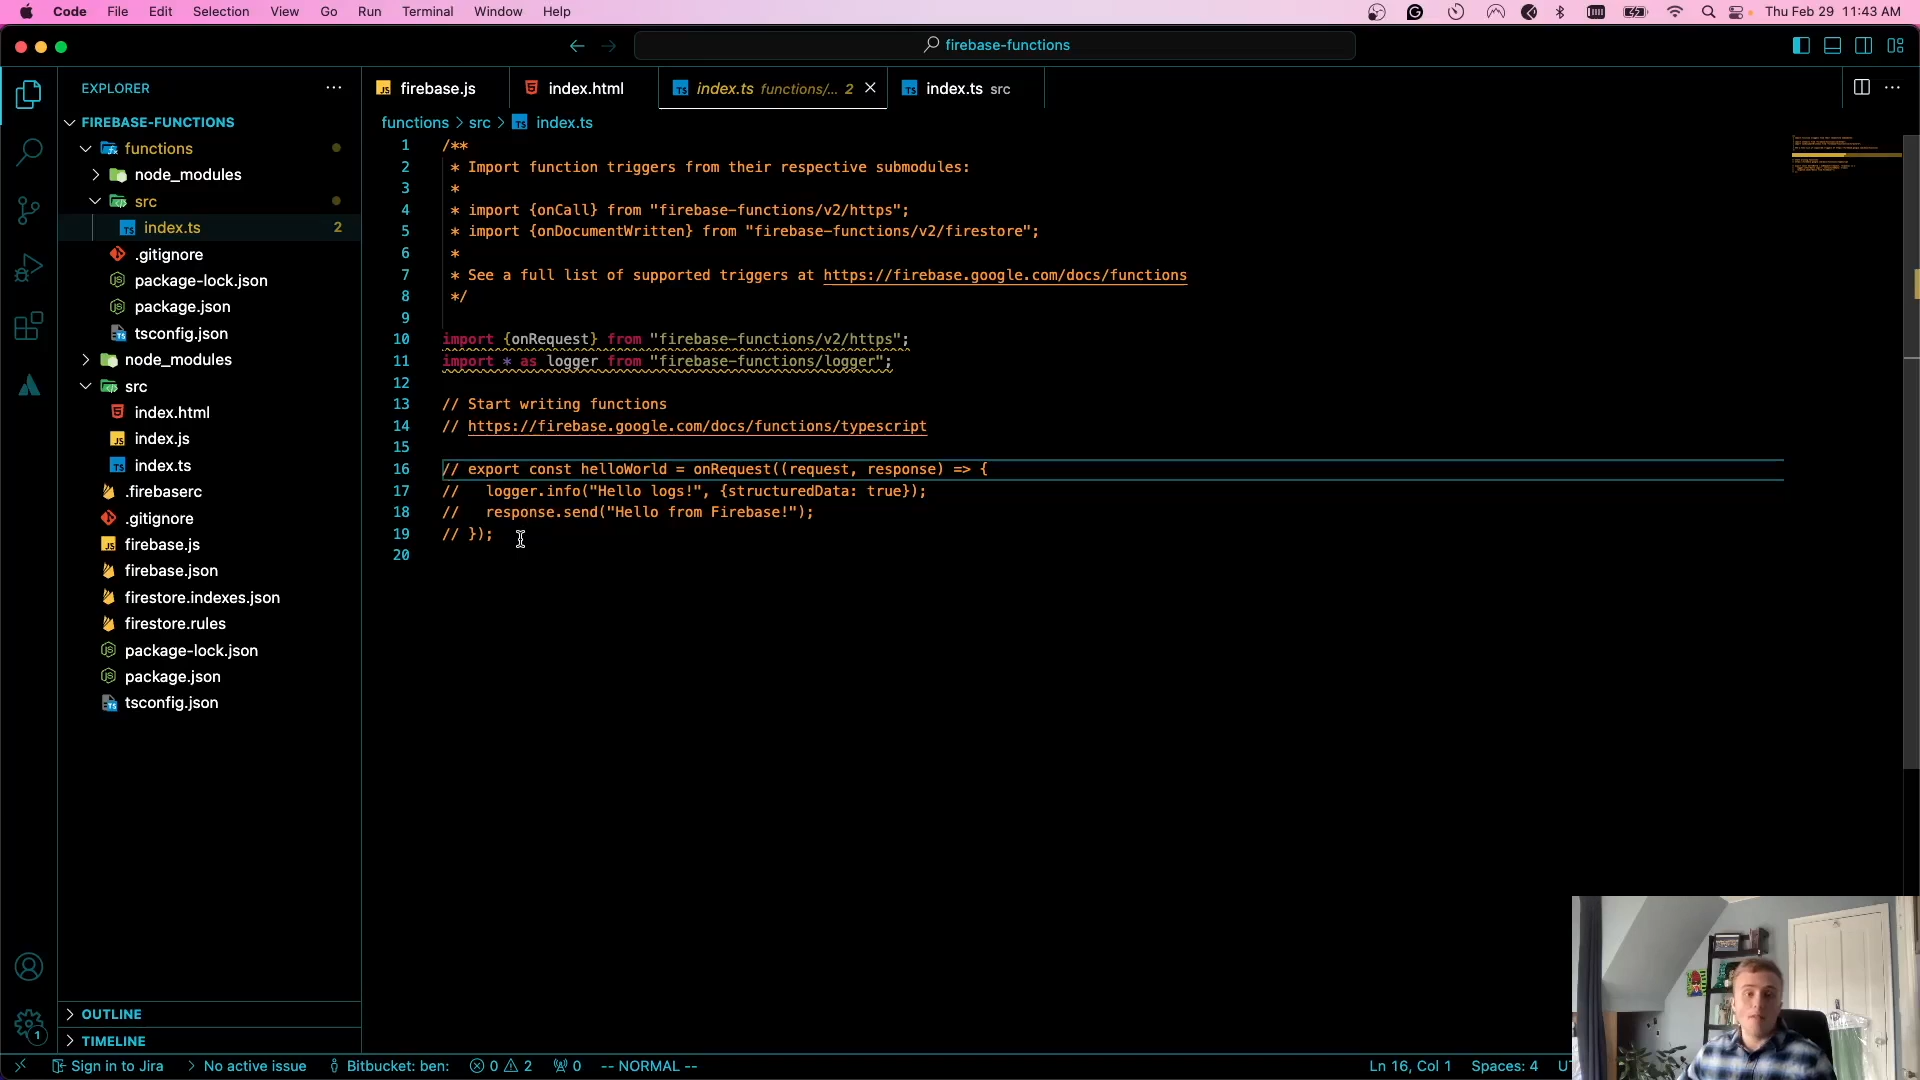 Code File Edit Selection View Go Run Terminal Window Help Thu Feb 29 11:43 AM
firebase-functions
EXPLORER
FIREBASE-FUNCTIONS
functions
node_modules
src
index.ts 2
.gitignore
package-lock.json
package.json
tsconfig.json
node_modules
src
index.html
index.js
index.ts
.firebaserc
.gitignore
firebase.js
firebase.json
firestore.indexes.json
firestore.rules
package-lock.json
package.json
tsconfig.json
OUTLINE
TIMELINE
firebase.js index.html index.ts functions/... 2 index.ts src
functions > src > index.ts
1 /**
2 * Import function triggers from their respective submodules:
3 *
4 * import {onCall} from "firebase-functions/v2/https";
5 * import {onDocumentWritten} from "firebase-functions/v2/firestore";
6 *
7 * See a full list of supported triggers at https://firebase.google.com/docs/functions
8 */
9
10 import {onRequest} from "firebase-functions/v2/https";
11 import * as logger from "firebase-functions/logger";
12
13 // Start writing functions
14 // https://firebase.google.com/docs/functions/typescript
15
16 // export const helloWorld = onRequest((request, response) => {
17 //   logger.info("Hello logs!", {structuredData: true});
18 //   response.send("Hello from Firebase!");
19 // });
20
1
Sign in to Jira No active issue Bitbucket: ben: 0 2 0 -- NORMAL -- Ln 16, Col 1 Spaces: 4